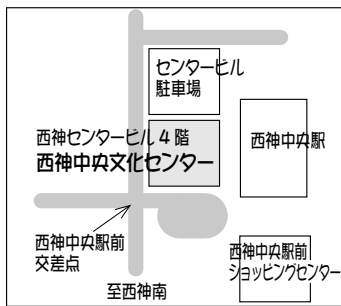 センタービル
駐車場
西神センタービル4階
西神中央文化センター
西神中央駅
西神中央駅前
交差点
西神中央駅前
ショッピングセンター
至西神南